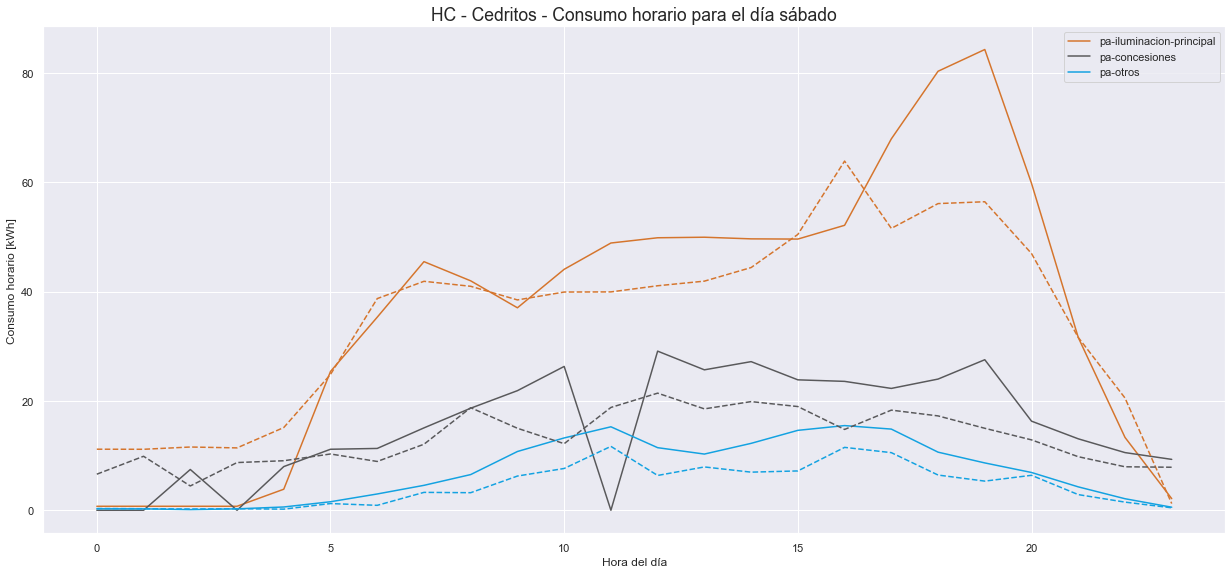 HC - Cedritos - Consumo horario para el día sábado
pa-iluminacion-principal
pa-concesiones
pa-otros
Consumo horario [kWh]
80
60
40
20
0
0 5 10 15 20
Hora del día